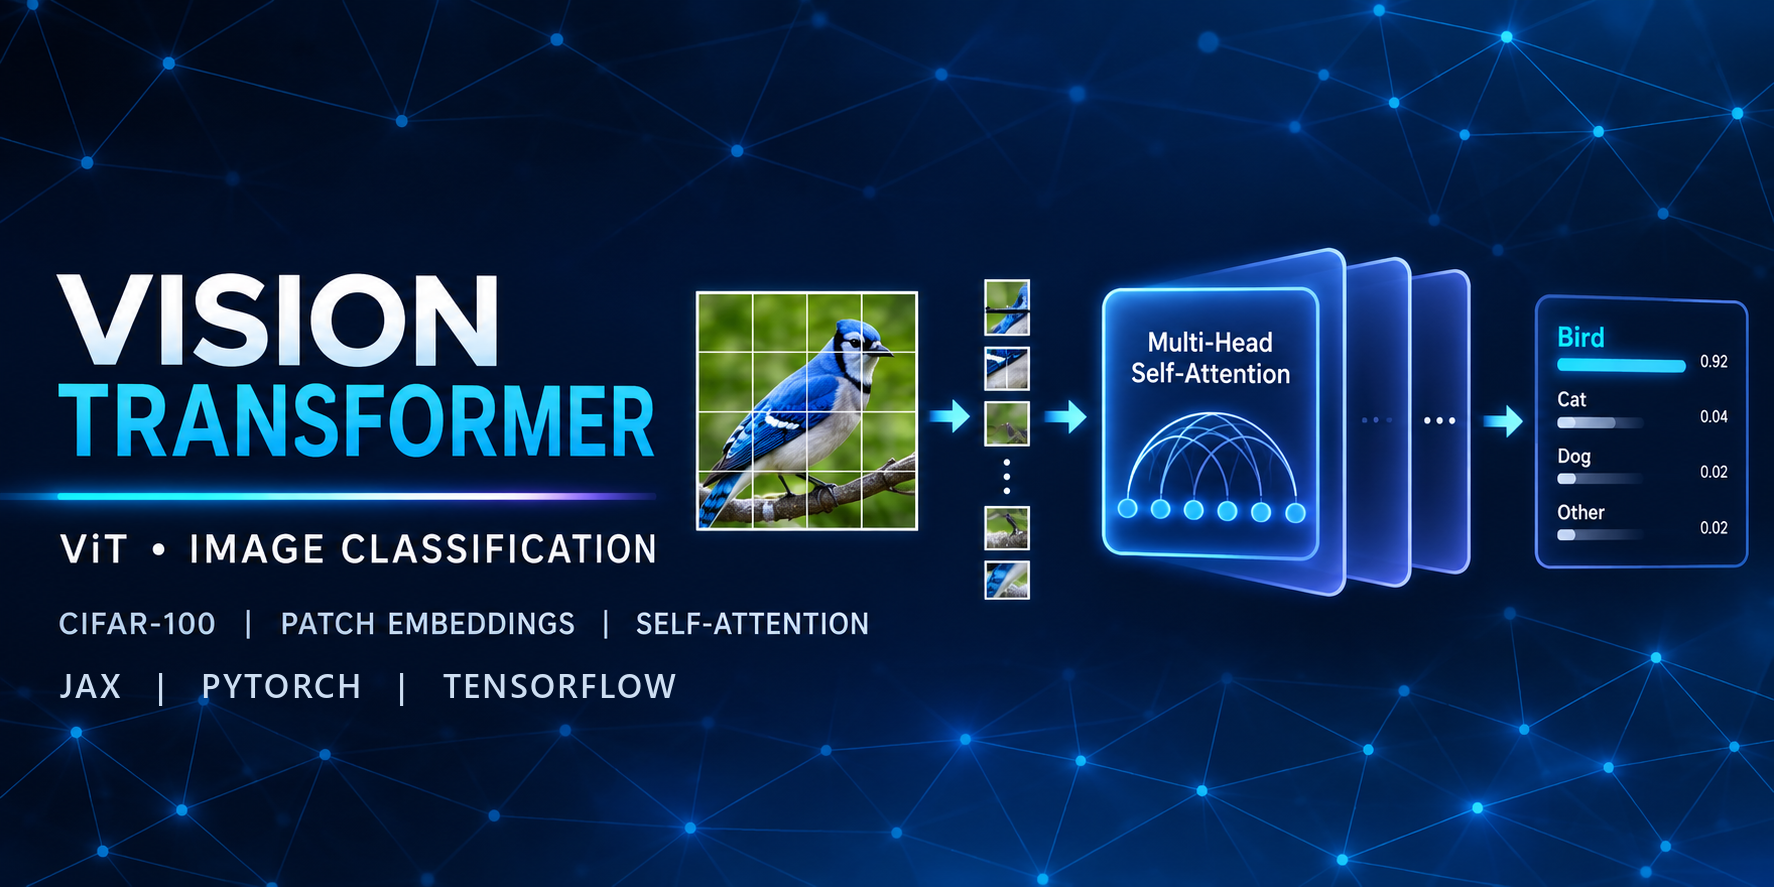 VISION
TRANSFORMER
ViT • IMAGE CLASSIFICATION
CIFAR-100 | PATCH EMBEDDINGS | SELF-ATTENTION
JAX | PYTORCH | TENSORFLOW
Multi-Head
Self-Attention
Bird
0.92
Cat
0.04
Dog
0.02
Other
0.02